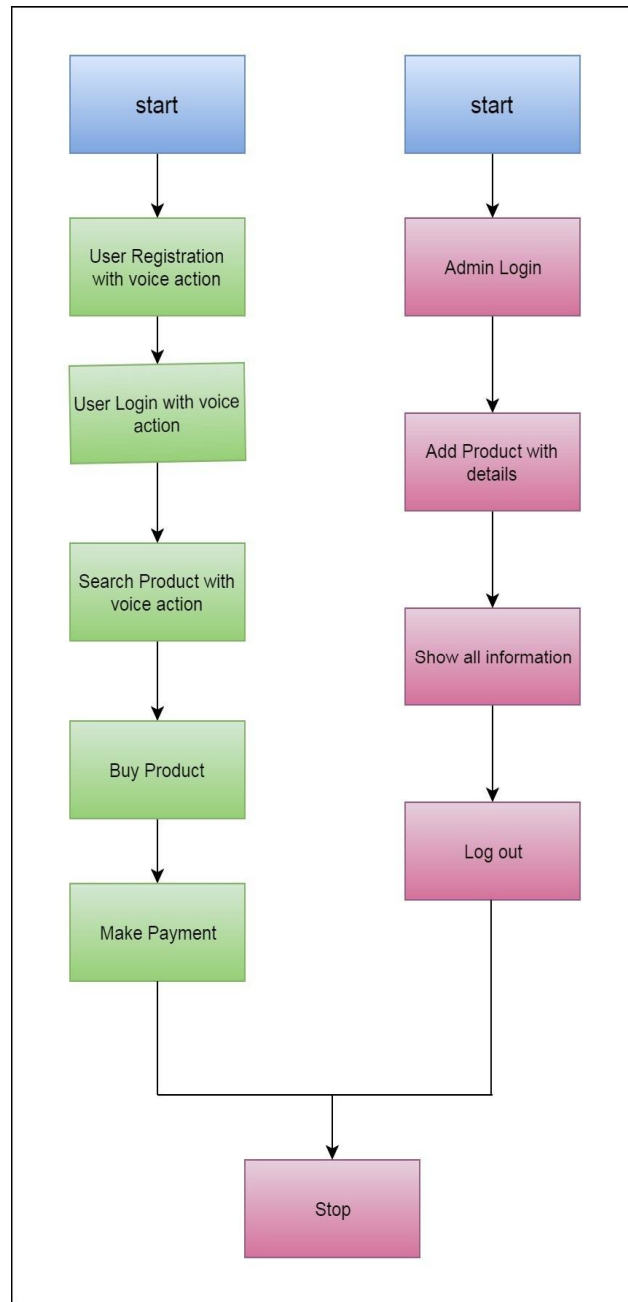 start
User Registration
with voice action
User Login with voice
action
Search Product with
voice action
Buy Product
Make Payment
start
Admin Login
Add Product with
details
Show all information
Log out
Stop